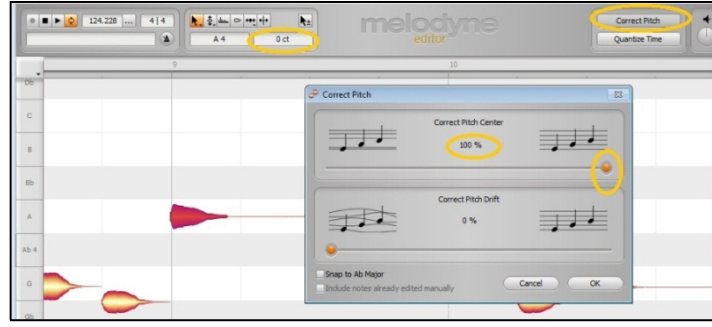 124.228 ... 4|4
melodyne
editor
Correct Pitch
A 4 0 ct
Quantize Time
9 10
Db
Correct Pitch
C
Correct Pitch Center
B
100 %
Bb
Correct Pitch Drift
A
0 %
Ab 4
Snap to Ab Major
G
Include notes already edited manually
Cancel OK
Gb